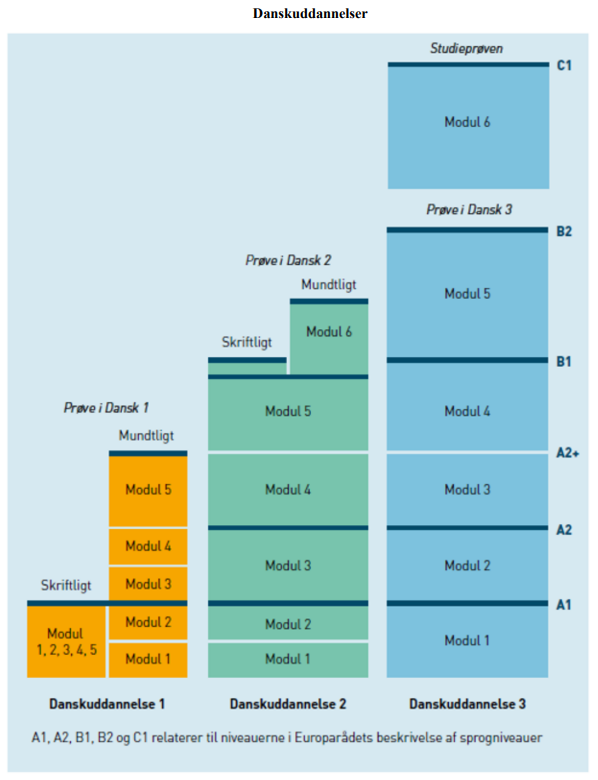 Danskuddannelser
Studieprøven
C1
Modul 6
Prøve i Dansk 3
B2
Prøve i Dansk 2
Mundtligt
Modul 5
Modul 6
Skriftligt
B1
Prøve i Dansk 1
Modul 5
Modul 4
Mundtligt
A2+
Modul 5
Modul 4
Modul 3
A2
Modul 4
Modul 3
Modul 2
Skriftligt
Modul 3
A1
Modul
1, 2, 3, 4, 5
Modul 2
Modul 2
Modul 1
Modul 1
Modul 1
Danskuddannelse 1
Danskuddannelse 2
Danskuddannelse 3
A1, A2, B1, B2 og C1 relaterer til niveauerne i Europarådets beskrivelse af sprogniveauer